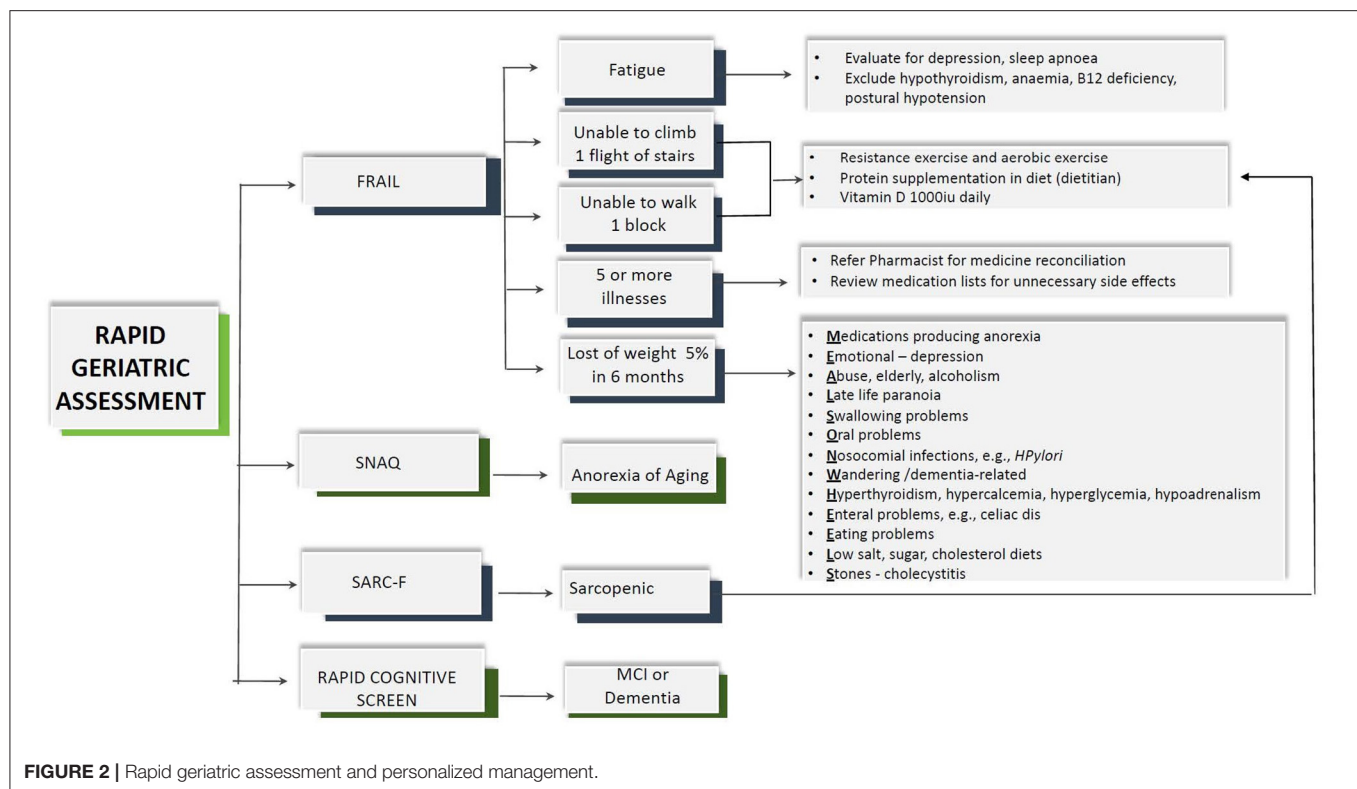 RAPID
GERIATRIC
ASSESSMENT
FRAIL
Fatigue
• Evaluate for depression, sleep apnoea
• Exclude hypothyroidism, anaemia, B12 deficiency,
postural hypotension
Unable to climb
1 flight of stairs
Unable to walk
1 block
• Resistance exercise and aerobic exercise
• Protein supplementation in diet (dietitian)
• Vitamin D 1000iu daily
5 or more
illnesses
• Refer Pharmacist for medicine reconciliation
• Review medication lists for unnecessary side effects
Lost of weight 5%
in 6 months
• Medications producing anorexia
• Emotional – depression
• Abuse, elderly, alcoholism
• Late life paranoia
• Swallowing problems
• Oral problems
• Nosocomial infections, e.g., HPylori
• Wandering /dementia-related
• Hyperthyroidism, hypercalcemia, hyperglycemia, hypoadrenalism
• Enteral problems, e.g., celiac dis
• Eating problems
• Low salt, sugar, cholesterol diets
• Stones - cholecystitis
SNAQ
Anorexia of Aging
SARC-F
Sarcopenic
RAPID COGNITIVE
SCREEN
MCI or
Dementia
FIGURE 2 | Rapid geriatric assessment and personalized management.